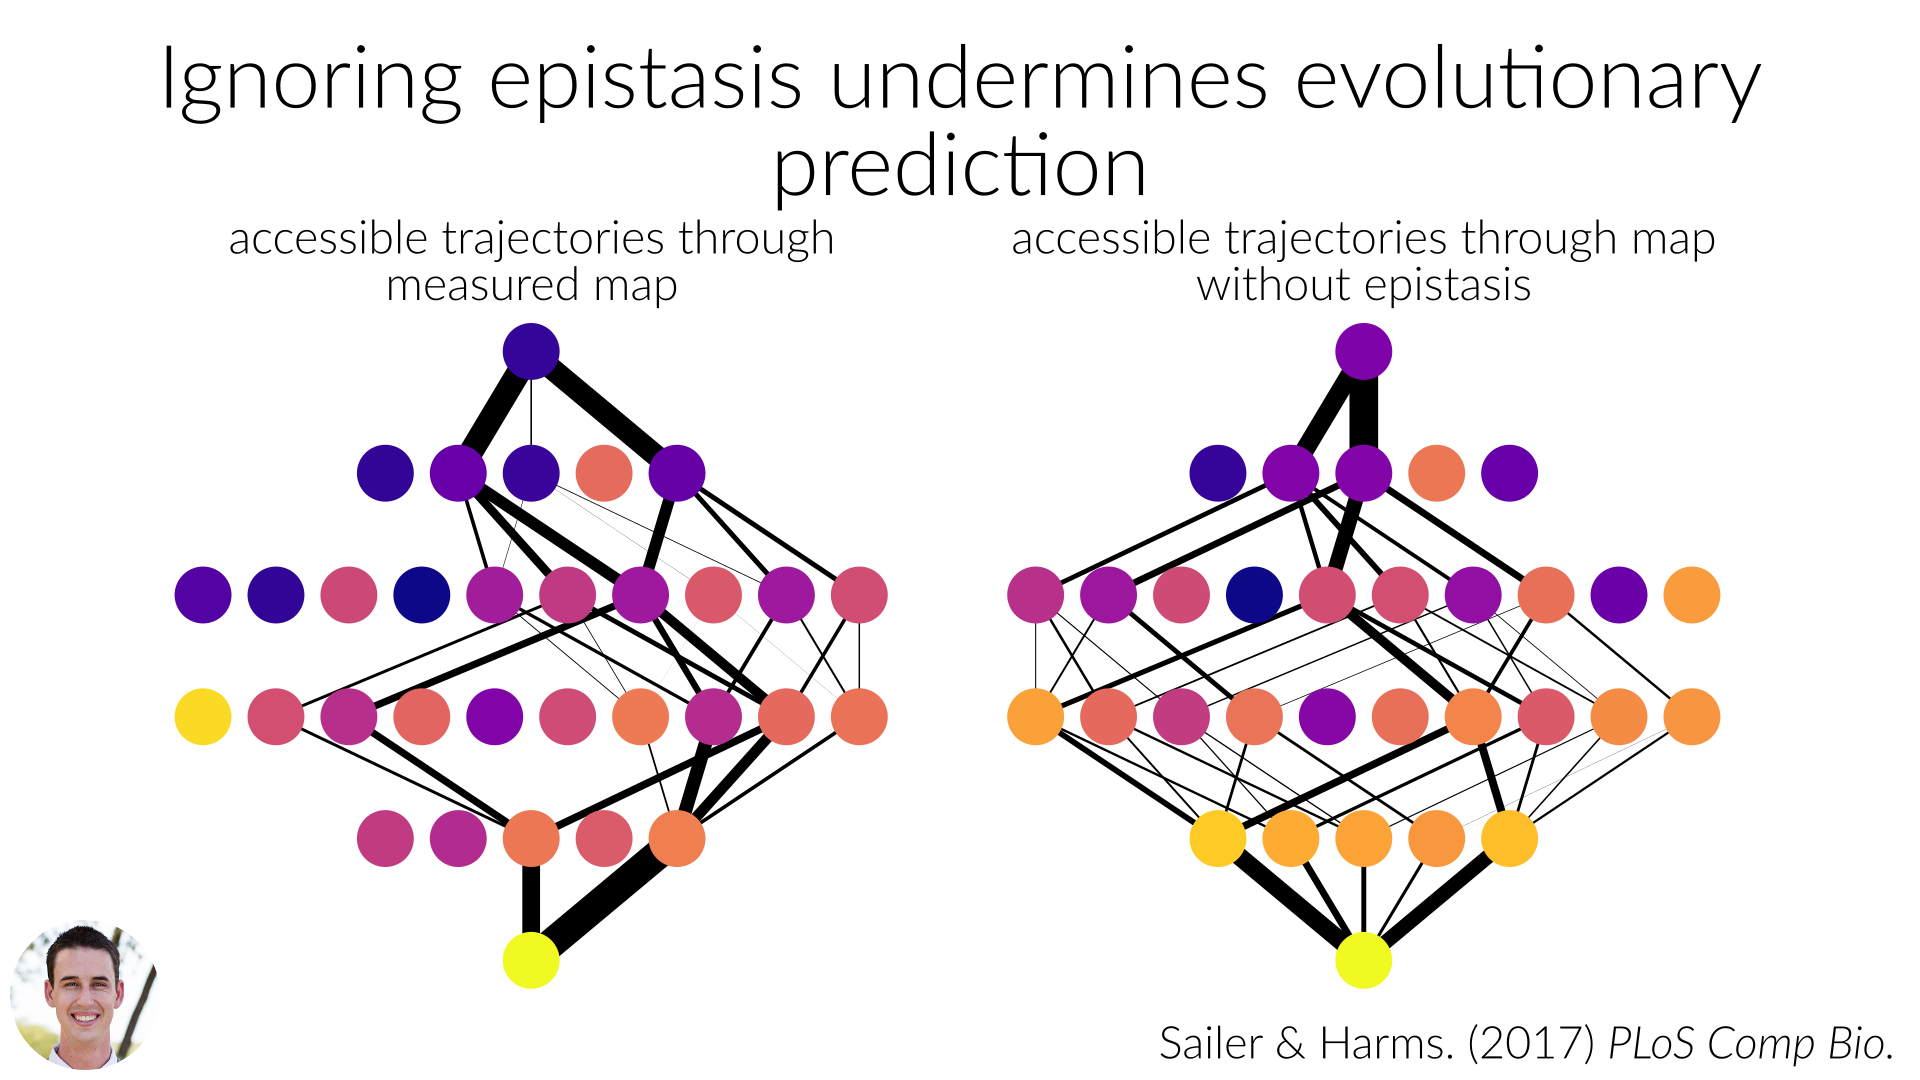 Ignoring epistasis undermines evolutionary
prediction
accessible trajectories through
measured map
accessible trajectories through map
without epistasis
Sailer & Harms. (2017) PLoS Comp Bio.